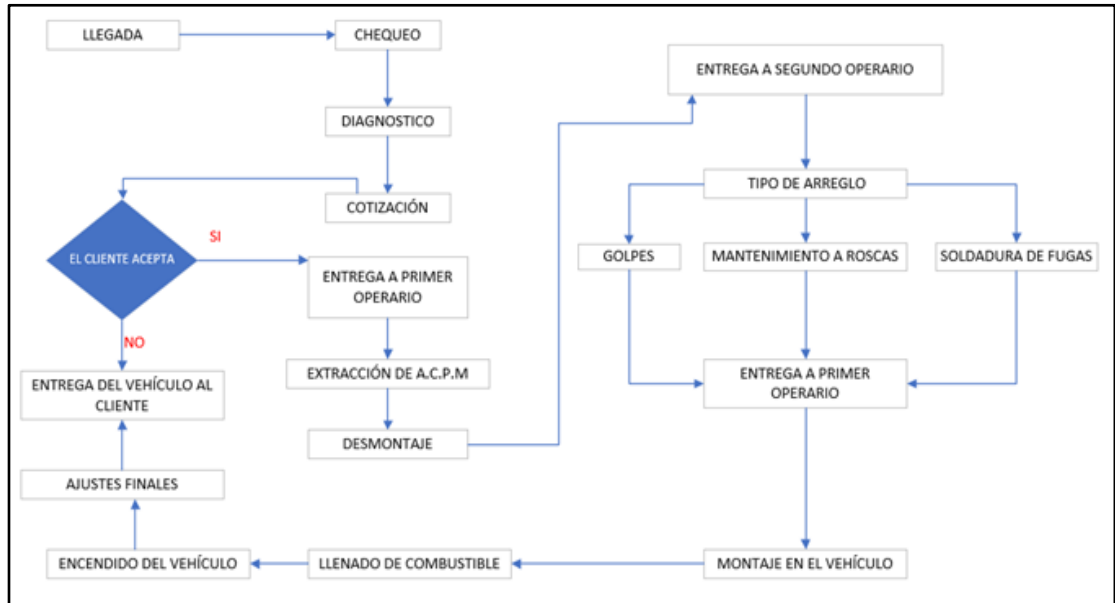 LLEGADA
CHEQUEO
DIAGNOSTICO
COTIZACIÓN
EL CLIENTE ACEPTA
SI
NO
ENTREGA A PRIMER
OPERARIO
EXTRACCIÓN DE A.C.P.M
DESMONTAJE
ENTREGA A SEGUNDO OPERARIO
TIPO DE ARREGLO
GOLPES
MANTENIMIENTO A ROSCAS
SOLDADURA DE FUGAS
ENTREGA A PRIMER
OPERARIO
MONTAJE EN EL VEHÍCULO
LLENADO DE COMBUSTIBLE
ENCENDIDO DEL VEHÍCULO
AJUSTES FINALES
ENTREGA DEL VEHÍCULO AL
CLIENTE